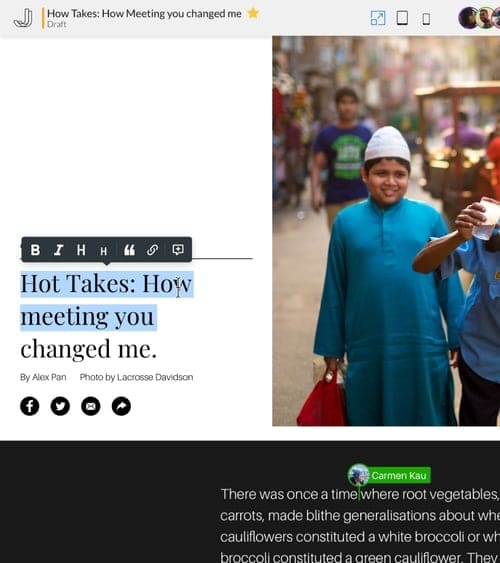 How Takes: How Meeting you changed me
Draft
B I H H
Hot Takes: How
meeting you
changed me.
By Alex Pan Photo by Lacrosse Davidson
Carmen Kau
There was once a time where root vegetables,
carrots, made blithe generalisations about
cauliflowers constituted a white broccoli or
broccoli constituted a green cauliflower. They